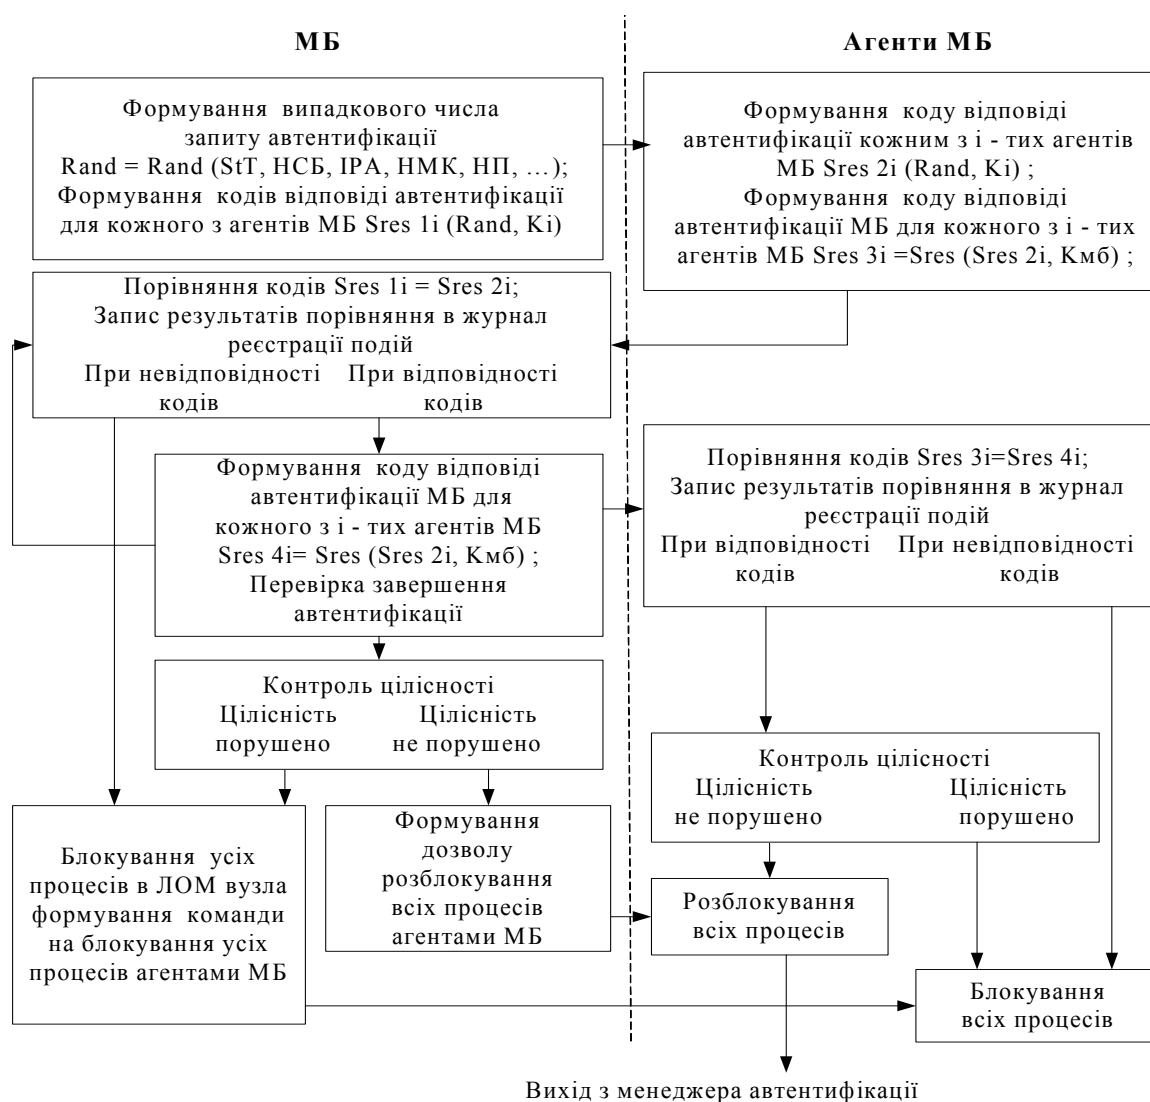 МБ
Агенти МБ
Формування випадкового числа
запиту автентифікації
Rand = Rand (StT, НСБ, IPA, НМК, НП, ...);
Формування кодів відповіді автентифікації
для кожного з агентів МБ Sres 1i (Rand, Ki)
Формування коду відповіді
автентифікації кожним з i - тих агентів
МБ Sres 2i (Rand, Ki) ;
Формування коду відповіді
автентифікації МБ для кожного з i - тих
агентів МБ Sres 3i =Sres (Sres 2i, Kмб) ;
Порівняння кодів Sres 1i = Sres 2i;
Запис результатів порівняння в журнал
реєстрації подій
При невідповідності При відповідності
кодів кодів
Формування коду відповіді
автентифікації МБ для
кожного з i - тих агентів МБ
Sres 4i= Sres (Sres 2i, Kмб) ;
Перевірка завершення
автентифікації
Порівняння кодів Sres 3i=Sres 4i;
Запис результатів порівняння в журнал
реєстрації подій
При відповідності При невідповідності
кодів кодів
Контроль цілісності
Цілісність Цілісність
порушено не порушено
Контроль цілісності
Цілісність Цілісність
не порушено порушено
Блокування усіх
процесів в ЛОМ вузла
формування команди
на блокування усіх
процесів агентами МБ
Формування
дозволу
розблокування
всіх процесів
агентами МБ
Розблокування
всіх процесів
Блокування
всіх процесів
Вихід з менеджера автентифікації